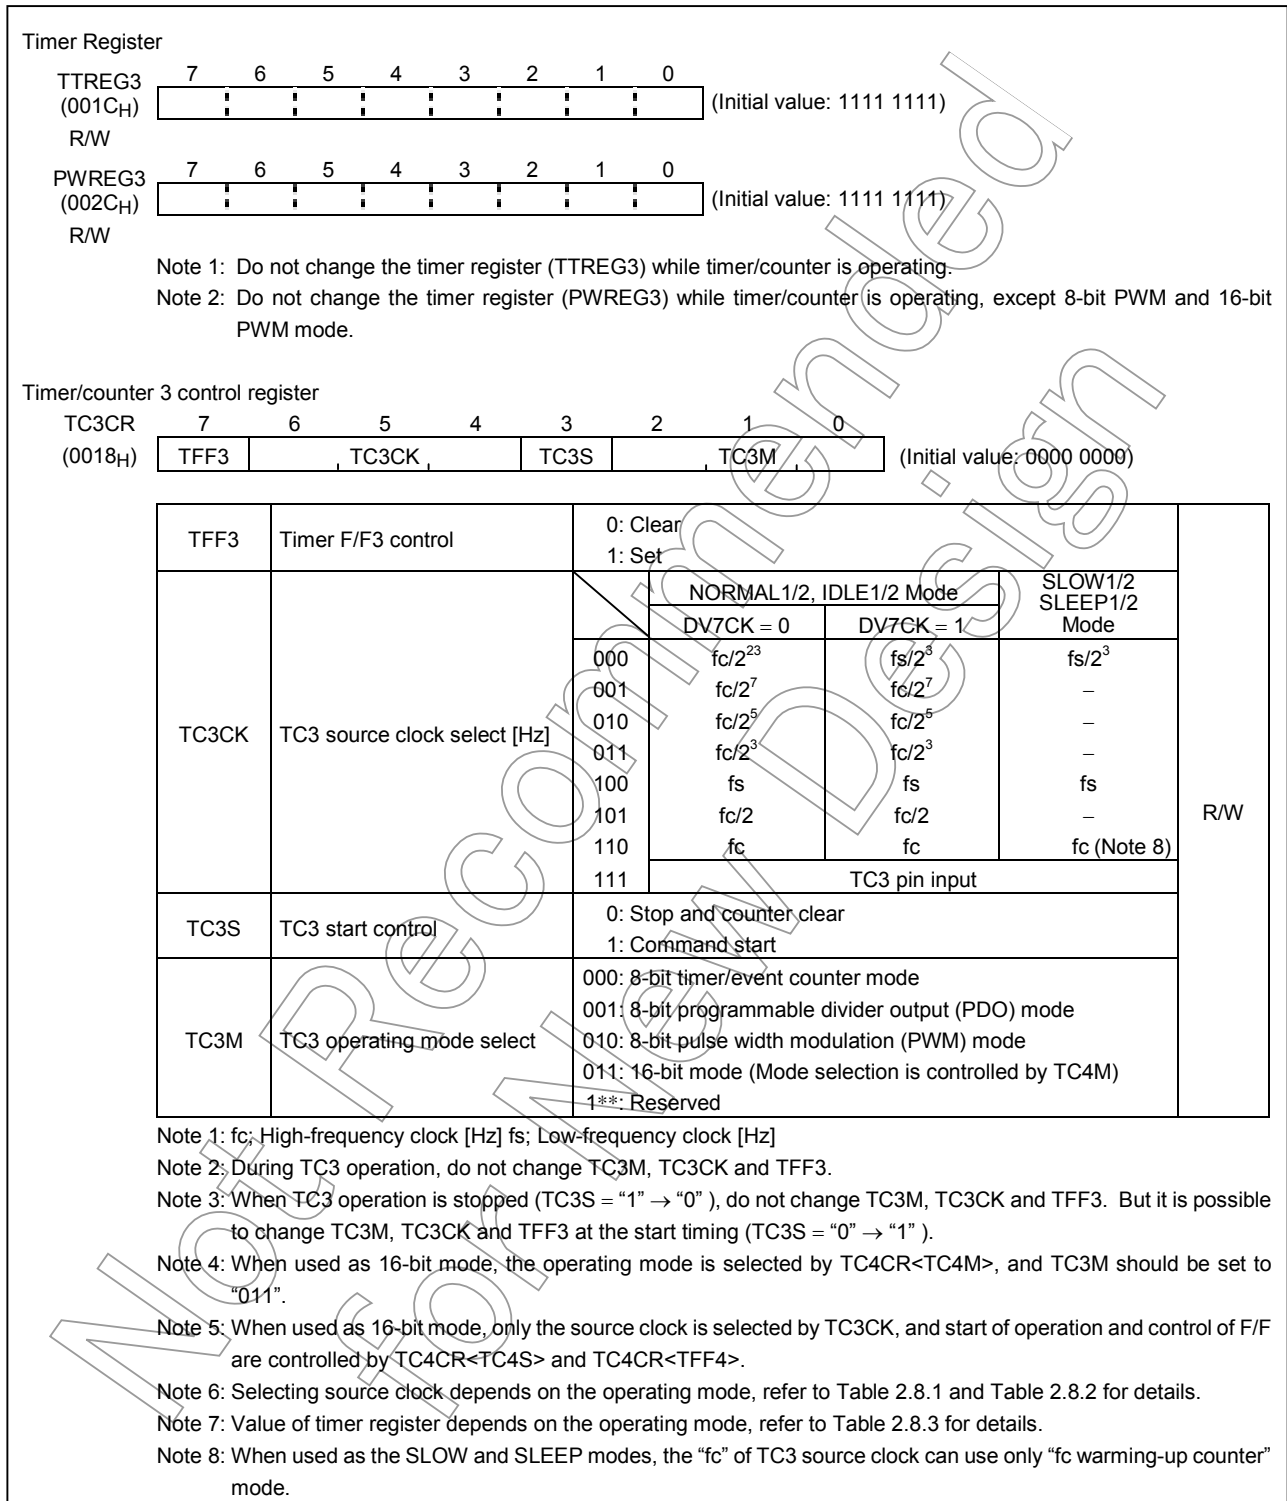 Timer Register
TTREG3 7 6 5 4 3 2 1 0
(001CH) (Initial value: 1111 1111)
R/W
PWREG3 7 6 5 4 3 2 1 0
(002CH) (Initial value: 1111 1111)
R/W
Note 1: Do not change the timer register (TTREG3) while timer/counter is operating.
Note 2: Do not change the timer register (PWREG3) while timer/counter is operating, except 8-bit PWM and 16-bit
PWM mode.
Timer/counter 3 control register
TC3CR 7 6 5 4 3 2 1 0
(0018H) TFF3 TC3CK TC3S TC3M (Initial value: 0000 0000)
TFF3 Timer F/F3 control 0: Clear
1: Set
NORMAL1/2, IDLE1/2 Mode SLOW1/2
SLEEP1/2
DV7CK = 0 DV7CK = 1 Mode
000 fc/2^23 fs/2^3 fs/2^3
001 fc/2^7 fc/2^7 –
TC3CK TC3 source clock select [Hz] 010 fc/2^5 fc/2^5 –
011 fc/2^3 fc/2^3 –
100 fs fs fs
101 fc/2 fc/2 – R/W
110 fc fc fc (Note 8)
111 TC3 pin input
TC3S TC3 start control 0: Stop and counter clear
1: Command start
000: 8-bit timer/event counter mode
001: 8-bit programmable divider output (PDO) mode
TC3M TC3 operating mode select 010: 8-bit pulse width modulation (PWM) mode
011: 16-bit mode (Mode selection is controlled by TC4M)
1**: Reserved
Note 1: fc; High-frequency clock [Hz] fs; Low-frequency clock [Hz]
Note 2: During TC3 operation, do not change TC3M, TC3CK and TFF3.
Note 3: When TC3 operation is stopped (TC3S = “1” → “0” ), do not change TC3M, TC3CK and TFF3. But it is possible
to change TC3M, TC3CK and TFF3 at the start timing (TC3S = “0” → “1” ).
Note 4: When used as 16-bit mode, the operating mode is selected by TC4CR<TC4M>, and TC3M should be set to
“011”.
Note 5: When used as 16-bit mode, only the source clock is selected by TC3CK, and start of operation and control of F/F
are controlled by TC4CR<TC4S> and TC4CR<TFF4>.
Note 6: Selecting source clock depends on the operating mode, refer to Table 2.8.1 and Table 2.8.2 for details.
Note 7: Value of timer register depends on the operating mode, refer to Table 2.8.3 for details.
Note 8: When used as the SLOW and SLEEP modes, the “fc” of TC3 source clock can use only “fc warming-up counter”
mode.
Not Recommended
for New Design